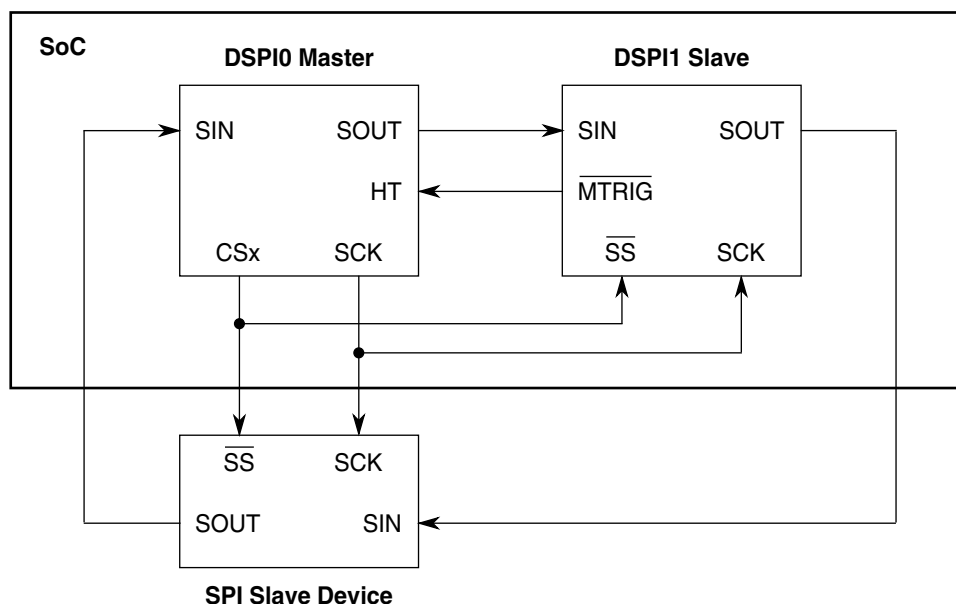 SoC
DSPI0 Master
DSPI1 Slave
SIN
SOUT
SIN
SOUT
HT
MTRIG
CSx
SCK
SS
SCK
SS
SCK
SOUT
SIN
SPI Slave Device